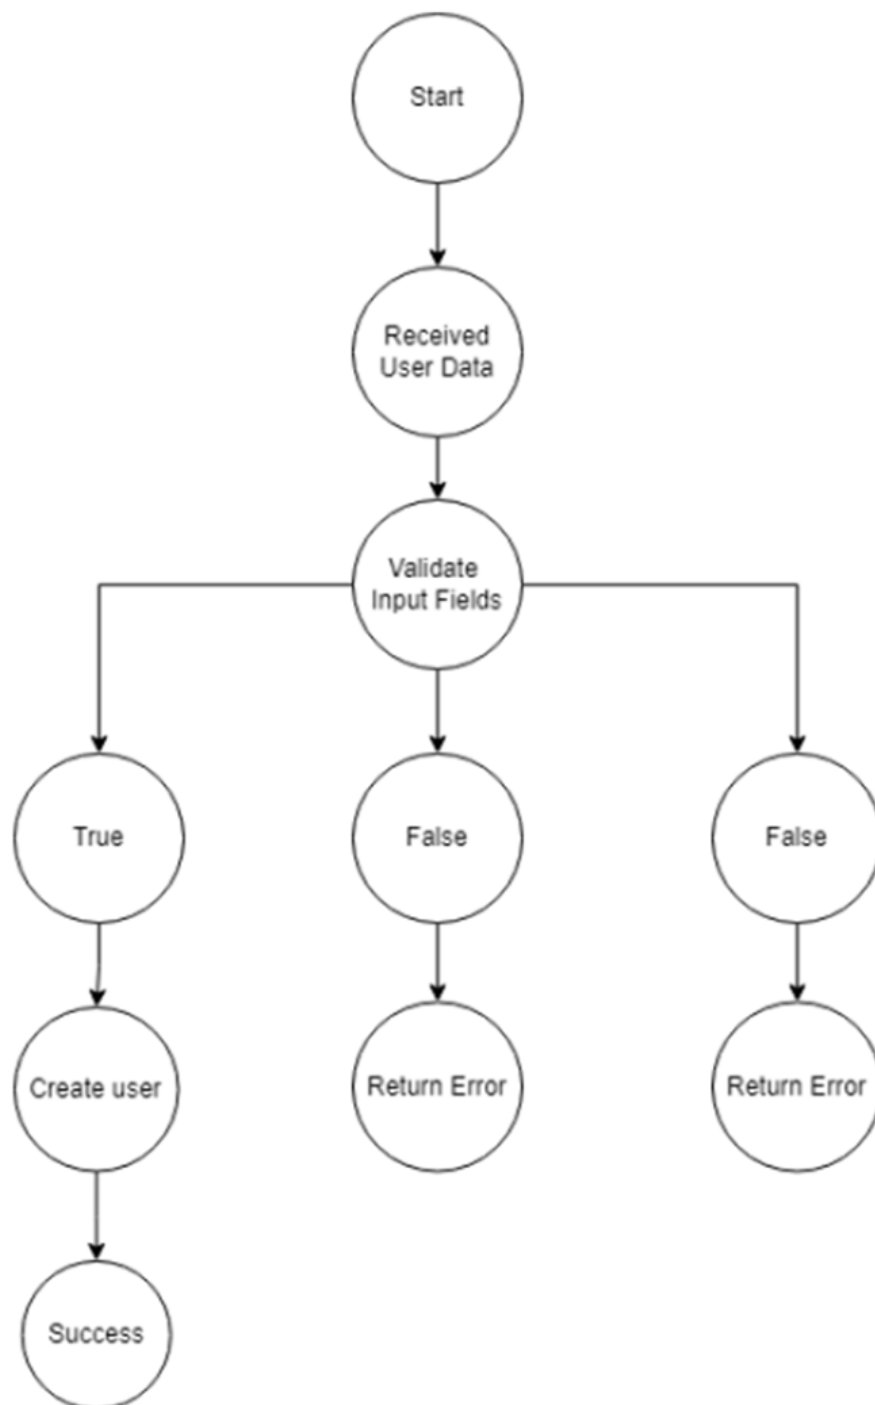 Start
Received
User Data
Validate
Input Fields
True
False
False
Create user
Return Error
Return Error
Success